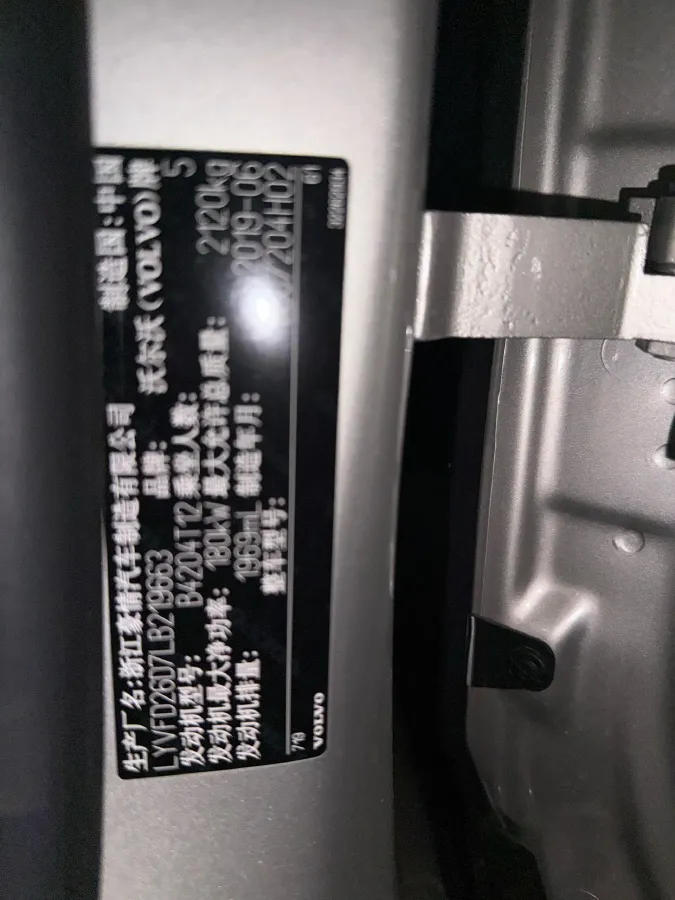 生产厂名:浙江豪情汽车制造有限公司 制造国:中国
LYVFD26D7LB219663 品牌: 沃尔沃(VOLVO)牌
发动机型号: B4204T12 乘坐人数: 5
发动机最大净功率: 180kW 最大允许总质量: 2120kg
发动机排量: 1969mL 制造年月: 2019-06
整车型号: 204H02
719 61
VOLVO